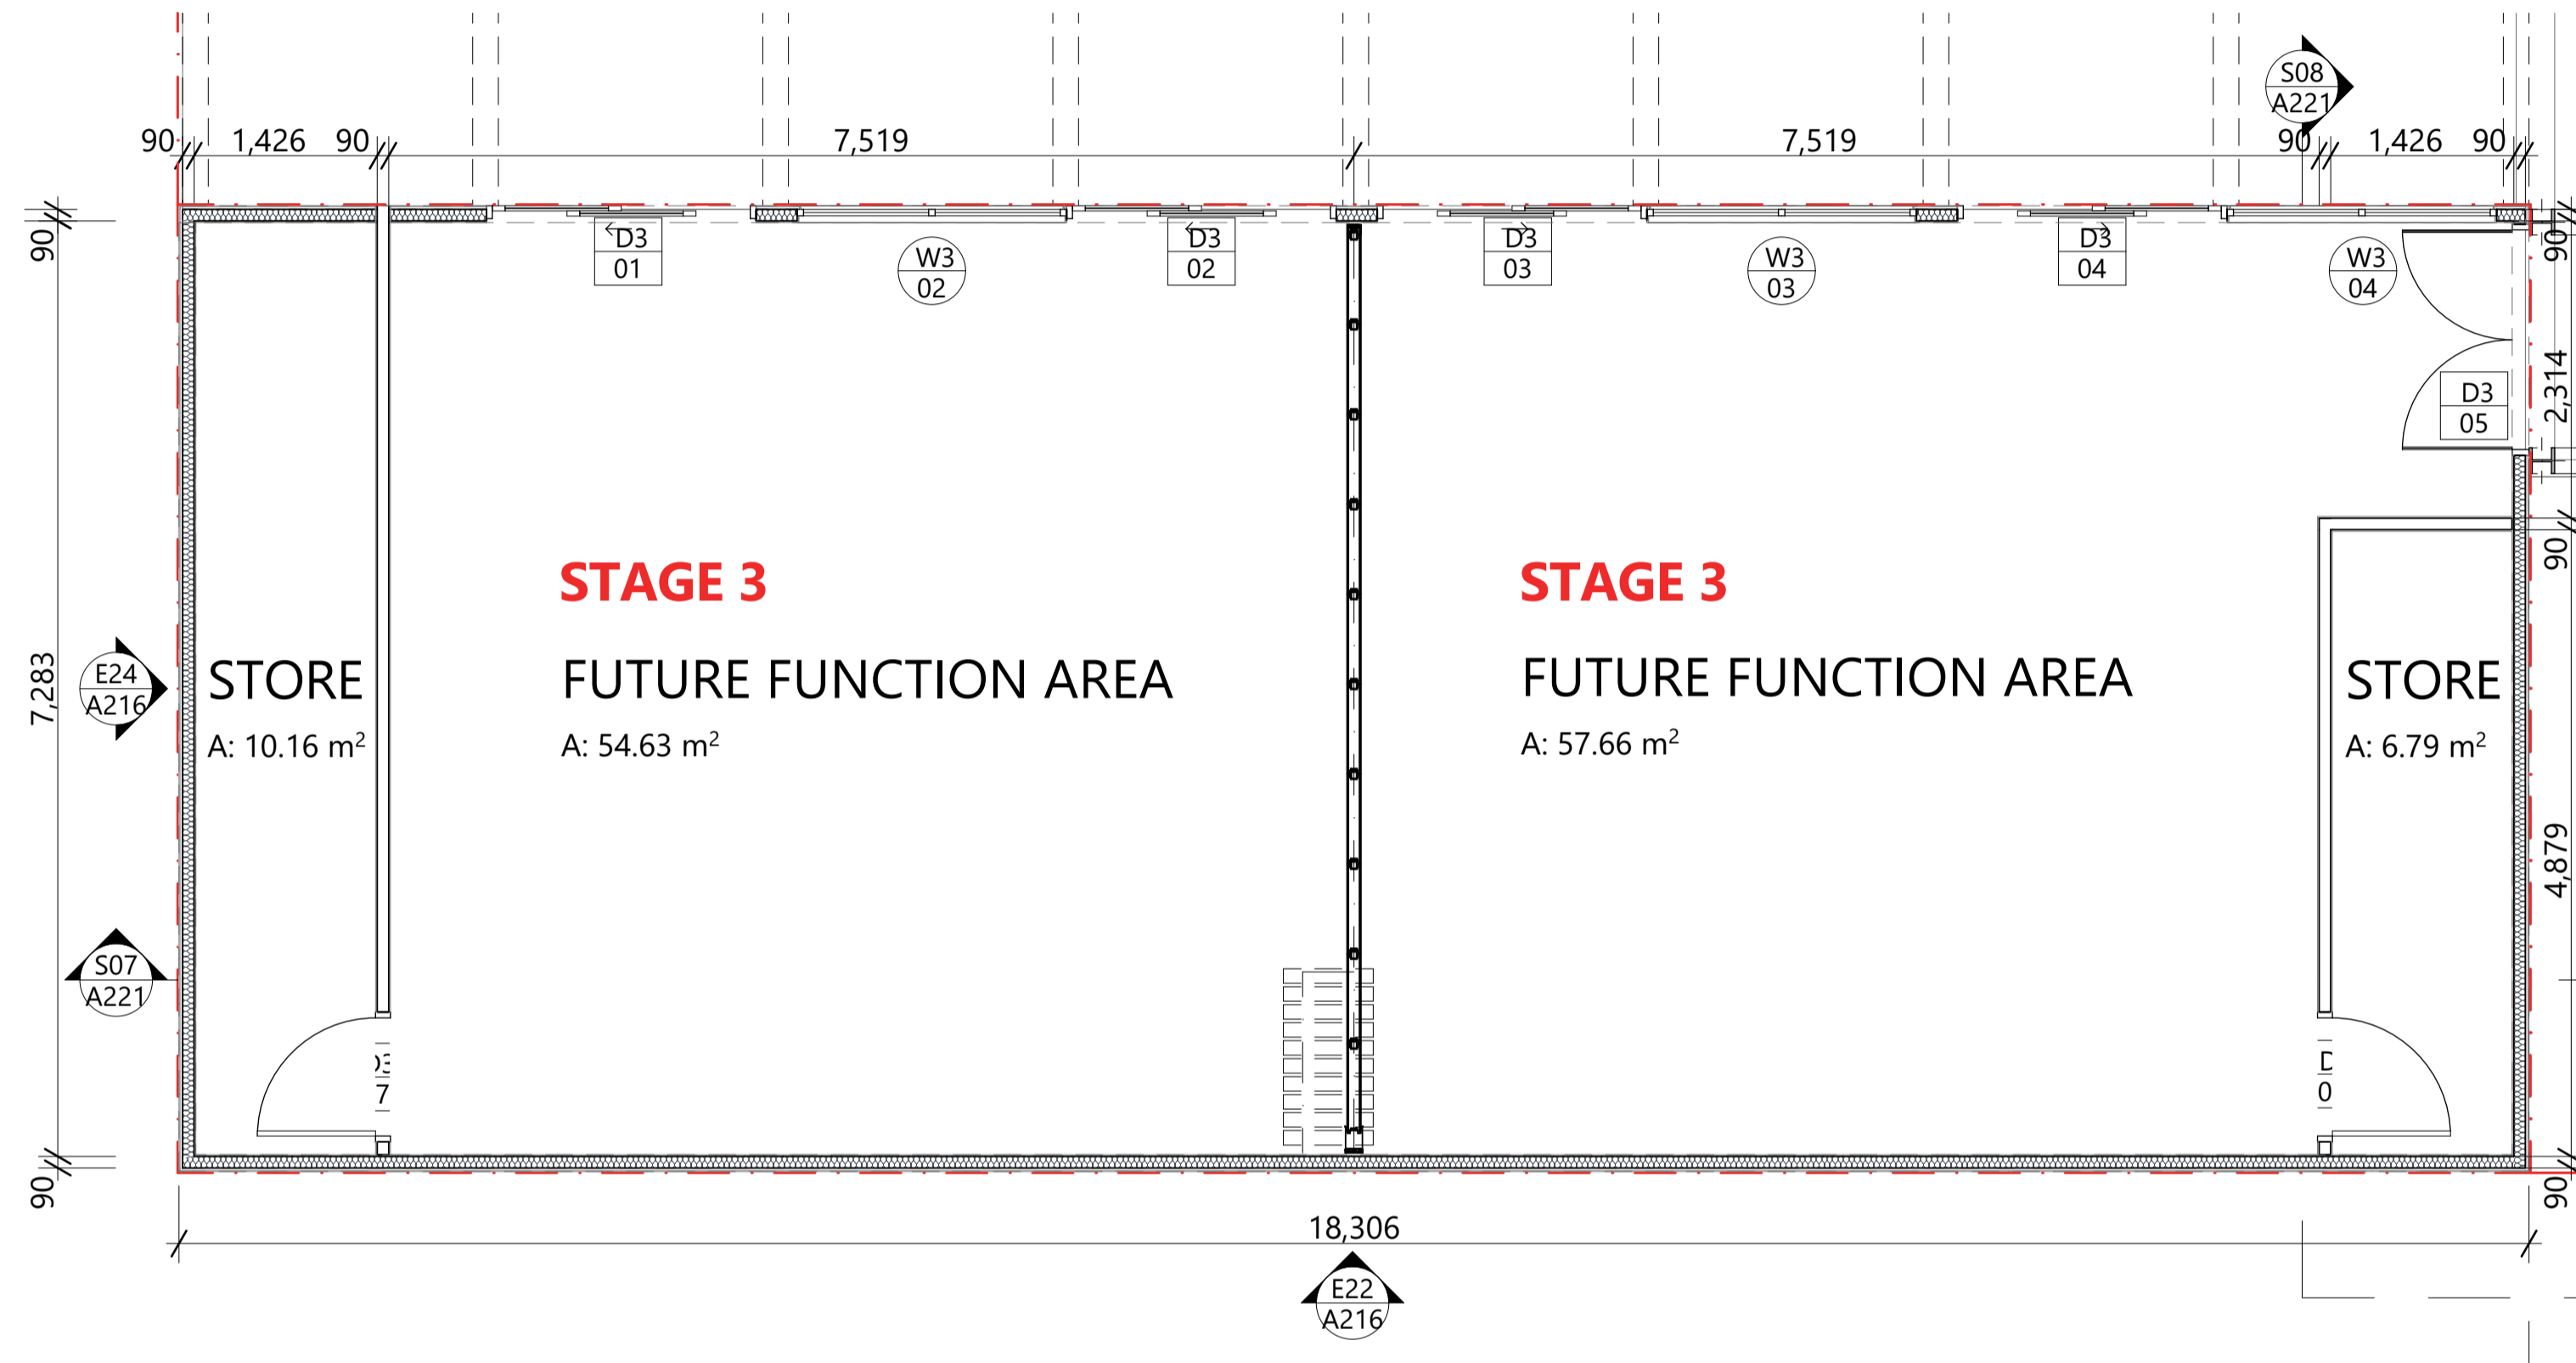 S08
A221
90 1,426 90 7,519 7,519 90 1,426 90
90
D3
01
W3
02
D3
02
D3
03
W3
03
D3
04
W3
04
90
2,314
D3
05
90
STAGE 3
STAGE 3
7,283
E24
A216
STORE
A: 10.16 m²
FUTURE FUNCTION AREA
A: 54.63 m²
FUTURE FUNCTION AREA
A: 57.66 m²
STORE
A: 6.79 m²
4,879
S07
A221
7
D
0
90
90
18,306
E22
A216